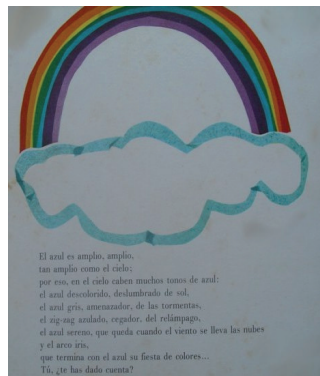 El azul es amplio, amplio,
tan amplio como el cielo;
por eso, en el cielo caben muchos tonos de azul:
el azul descolorido, deslumbrado de sol,
el azul gris, amenazador, de las tormentas,
el zig-zag azulado, regador, del relámpago,
el azul sereno, que queda cuando el viento se lleva las nubes
y el arco iris,
que termina con el azul su fiesta de colores...
Tú, ¿te has dado cuenta?